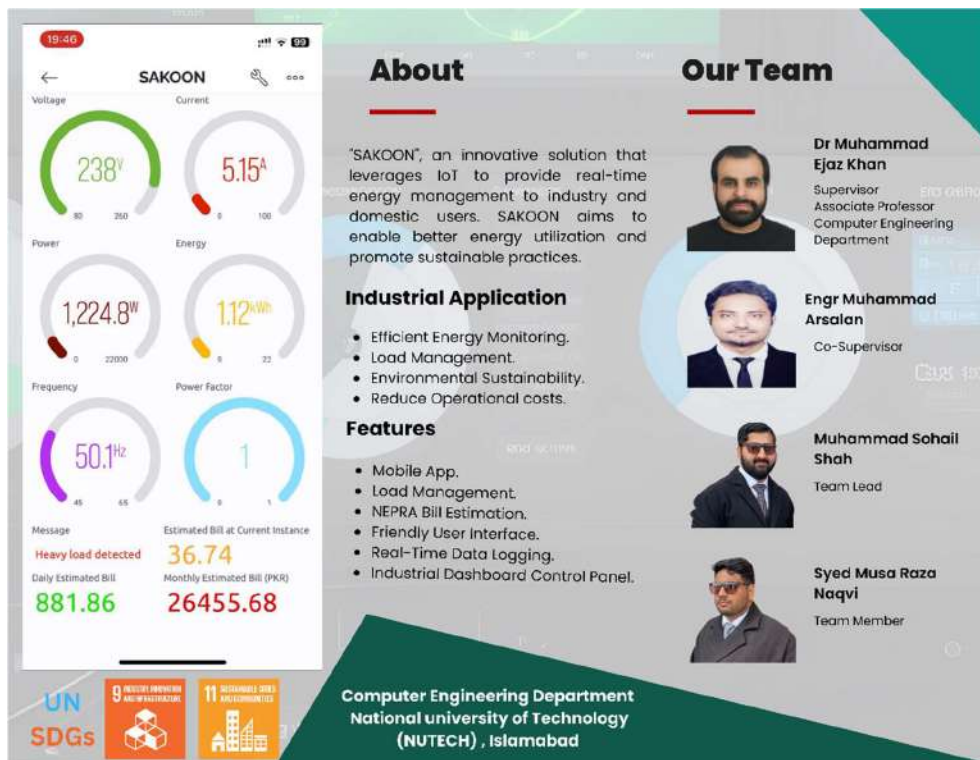 19:46
99
SAKOON
Voltage
Current
238V
5.15A
80 260
0 100
Power
Energy
1,224.8W
1.12kWh
0 22000
0 22
Frequency
Power Factor
50.1Hz
1
45 65
0 1
Message
Estimated Bill at Current Instance
Heavy load detected
36.74
Daily Estimated Bill
Monthly Estimated Bill (PKR)
881.86
26455.68
UN
SDGs
9 INDUSTRY, INNOVATION
AND INFRASTRUCTURE
11 SUSTAINABLE CITIES
AND COMMUNITIES
About
"SAKOON", an innovative solution that
leverages IoT to provide real-time
energy management to industry and
domestic users. SAKOON aims to
enable better energy utilization and
promote sustainable practices.
Industrial Application
• Efficient Energy Monitoring.
• Load Management.
• Environmental Sustainability.
• Reduce Operational costs.
Features
• Mobile App.
• Load Management.
• NEPRA Bill Estimation.
• Friendly User Interface.
• Real-Time Data Logging.
• Industrial Dashboard Control Panel.
Our Team
Dr Muhammad
Ejaz Khan
Supervisor
Associate Professor
Computer Engineering
Department
Engr Muhammad
Arsalan
Co-Supervisor
Muhammad Sohail
Shah
Team Lead
Syed Musa Raza
Naqvi
Team Member
Computer Engineering Department
National university of Technology
(NUTECH) , Islamabad